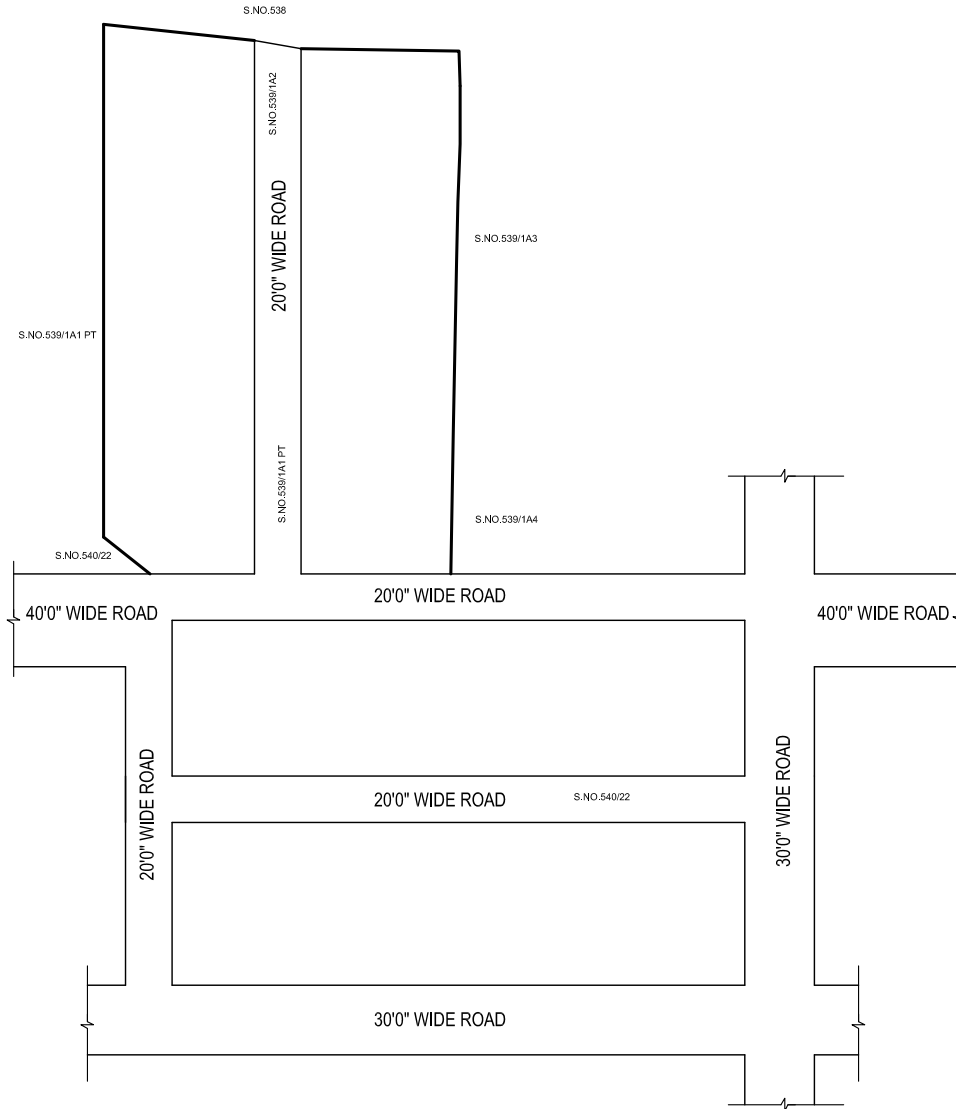 S.NO.538
S.NO.539/1A2
20'0" WIDE ROAD
S.NO.539/1A3
S.NO.539/1A1 PT
S.NO.539/1A1 PT
S.NO.539/1A4
S.NO.540/22
20'0" WIDE ROAD
40'0" WIDE ROAD
40'0" WIDE ROAD
20'0" WIDE ROAD
30'0" WIDE ROAD
20'0" WIDE ROAD
S.NO.540/22
30'0" WIDE ROAD